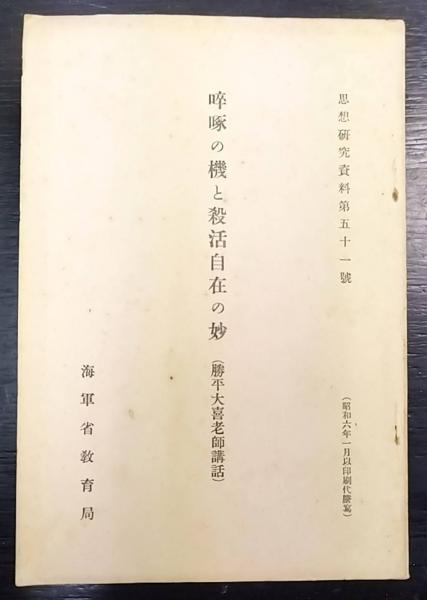 思想研究資料第五十一號
(昭和六年一月以印刷代謄寫)
啐啄の機と殺活自在の妙
(勝平大喜老師講話)
海軍省教育局